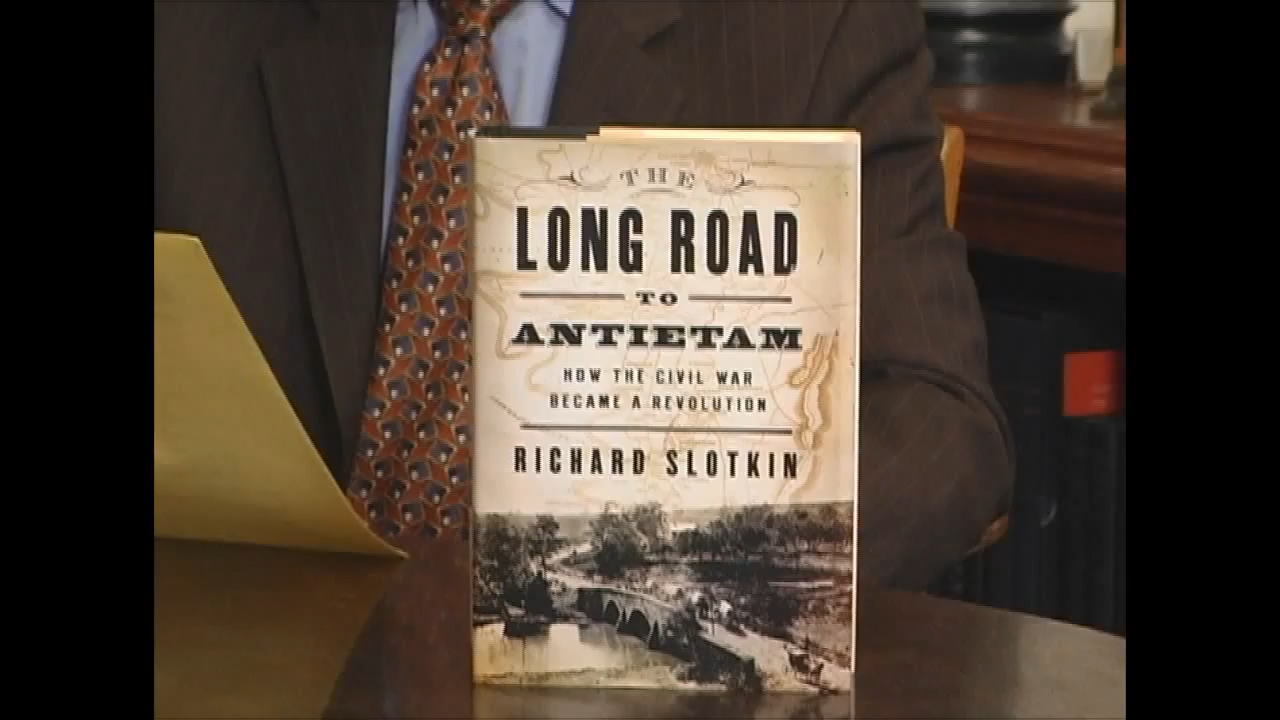 THE
LONG ROAD
TO
ANTIETAM
HOW THE CIVIL WAR
BECAME A REVOLUTION
RICHARD SLOTKIN